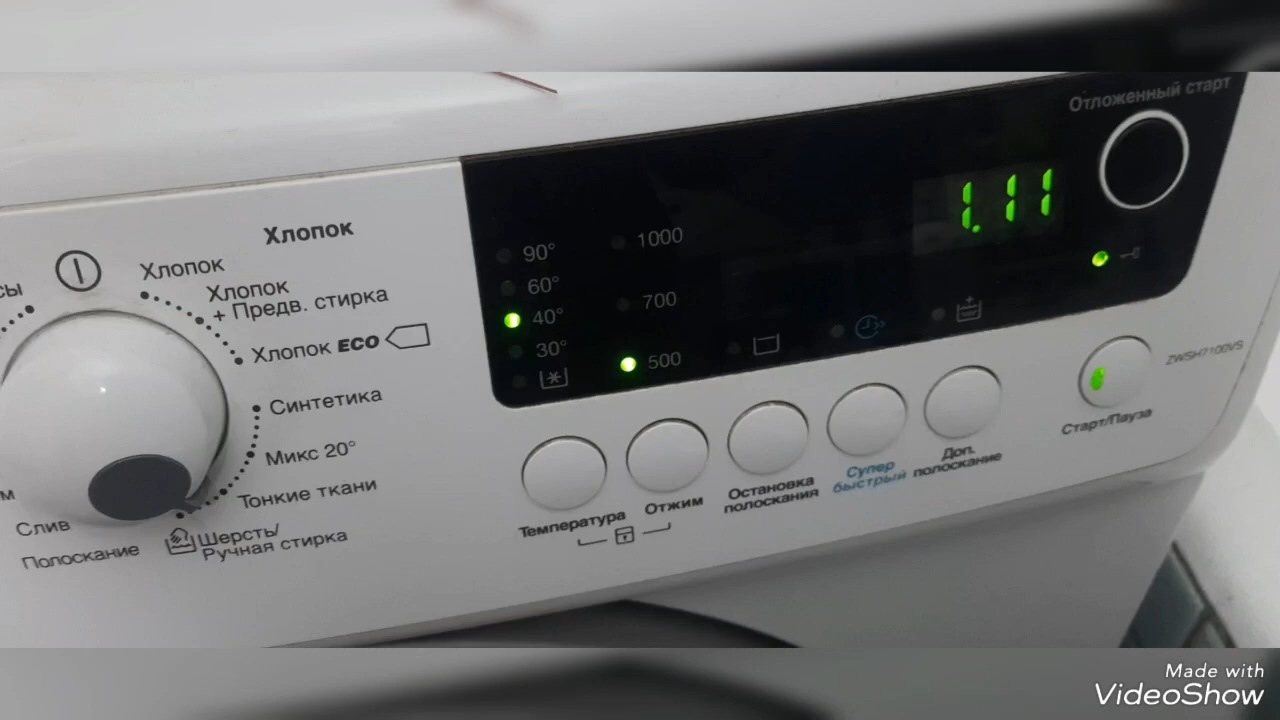 Отложенный старт
1.11
90°
1000
60°
40°
700
30°
500
ZWSH7100VS
Старт/Пауза
Температура
Отжим
Остановка
полоскания
Супер
быстрый
Доп.
полоскание
Хлопок
Хлопок
Хлопок
+ Предв. стирка
Хлопок ECO
Синтетика
Микс 20°
Тонкие ткани
Шерсть/
Ручная стирка
Полоскание
Слив
Made with
VideoShow